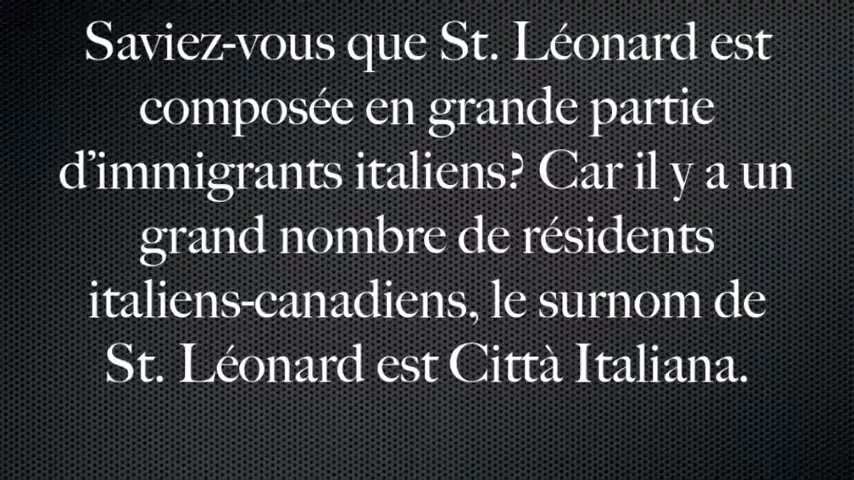 Saviez-vous que St. Léonard est
composée en grande partie
d’immigrants italiens? Car il y a un
grand nombre de résidents
italiens-canadiens, le surnom de
St. Léonard est Città Italiana.